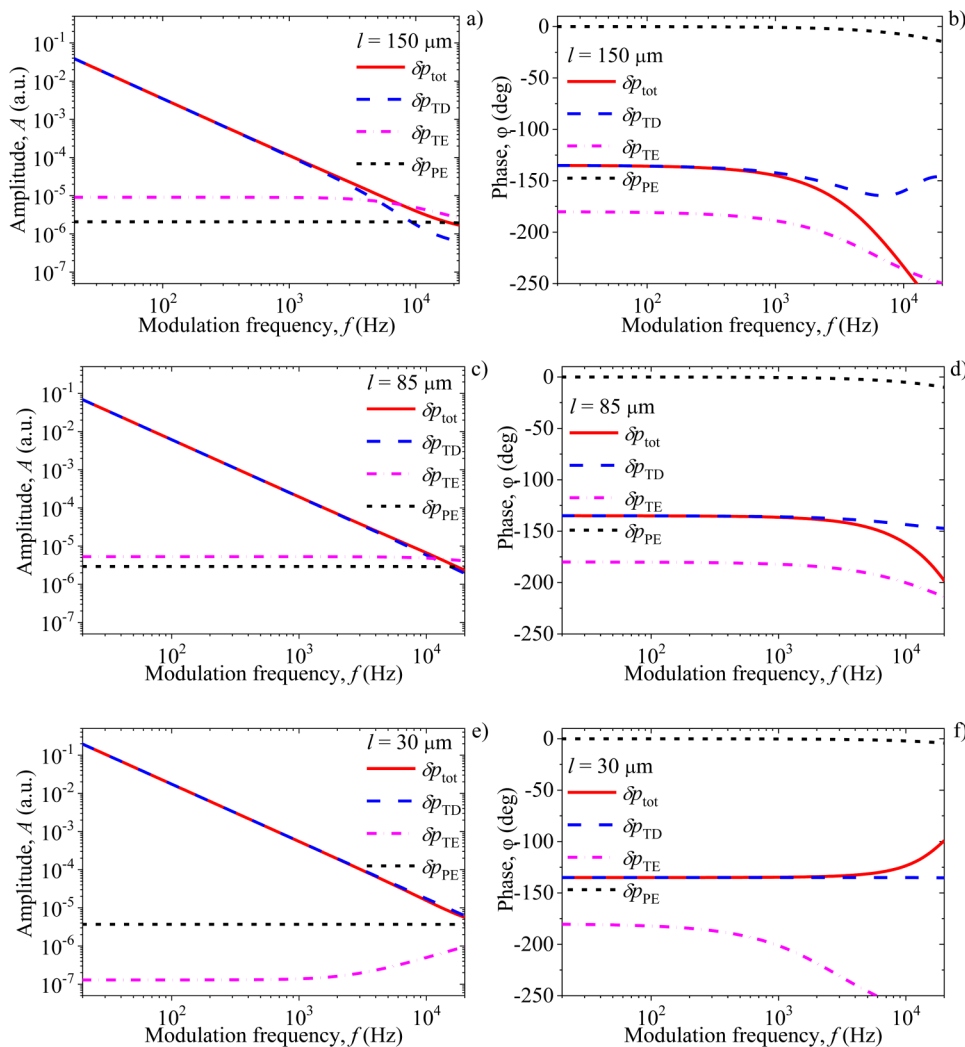 a)
l = 150 μm
δp_tot
δp_TD
δp_TE
δp_PE
10^-1
10^-2
10^-3
10^-4
10^-5
10^-6
10^-7
Amplitude, A (a.u.)
10^2 10^3 10^4
Modulation frequency, f (Hz)
b)
l = 150 μm
δp_tot
δp_TD
δp_TE
δp_PE
0
-50
-100
-150
-200
-250
Phase, φ (deg)
10^2 10^3 10^4
Modulation frequency, f (Hz)
c)
l = 85 μm
δp_tot
δp_TD
δp_TE
δp_PE
10^-1
10^-2
10^-3
10^-4
10^-5
10^-6
10^-7
Amplitude, A (a.u.)
10^2 10^3 10^4
Modulation frequency, f (Hz)
d)
l = 85 μm
δp_tot
δp_TD
δp_TE
δp_PE
0
-50
-100
-150
-200
-250
Phase, φ (deg)
10^2 10^3 10^4
Modulation frequency, f (Hz)
e)
l = 30 μm
δp_tot
δp_TD
δp_TE
δp_PE
10^-1
10^-2
10^-3
10^-4
10^-5
10^-6
10^-7
Amplitude, A (a.u.)
10^2 10^3 10^4
Modulation frequency, f (Hz)
f)
l = 30 μm
δp_tot
δp_TD
δp_TE
δp_PE
0
-50
-100
-150
-200
-250
Phase, φ (deg)
10^2 10^3 10^4
Modulation frequency, f (Hz)